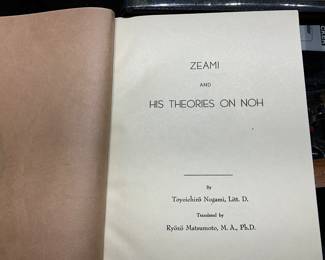 ZEAMI
AND
HIS THEORIES ON NOH
By
Toyoichirō Nogami, Litt. D.
Translated by
Ryōzō Matsumoto, M. A., Ph.D.